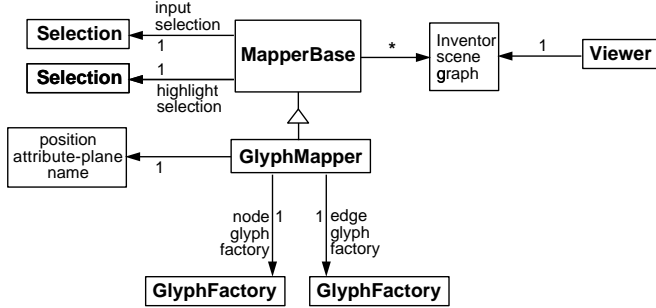 input
selection
Selection
1
MapperBase
*
Inventor
scene
graph
1
Viewer
Selection
1
highlight
selection
position
attribute-plane
name
1
GlyphMapper
node
glyph
factory
1
1
edge
glyph
factory
GlyphFactory
GlyphFactory